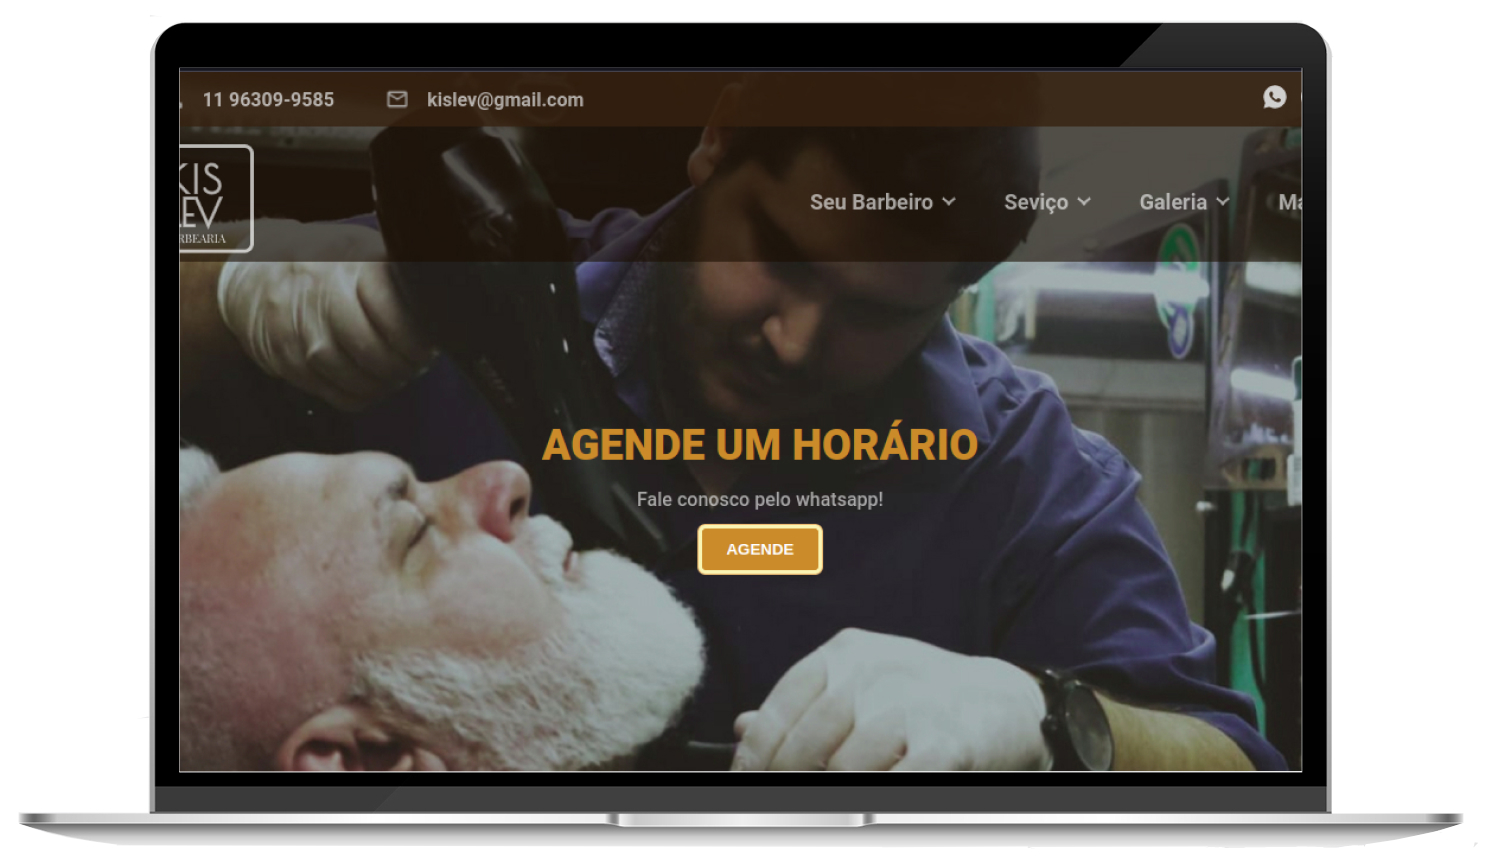 11 96309-9585
kislev@gmail.com
KIS
LEV
RBEARIA
Seu Barbeiro
Seviço
Galeria
AGENDE UM HORÁRIO
Fale conosco pelo whatsapp!
AGENDE